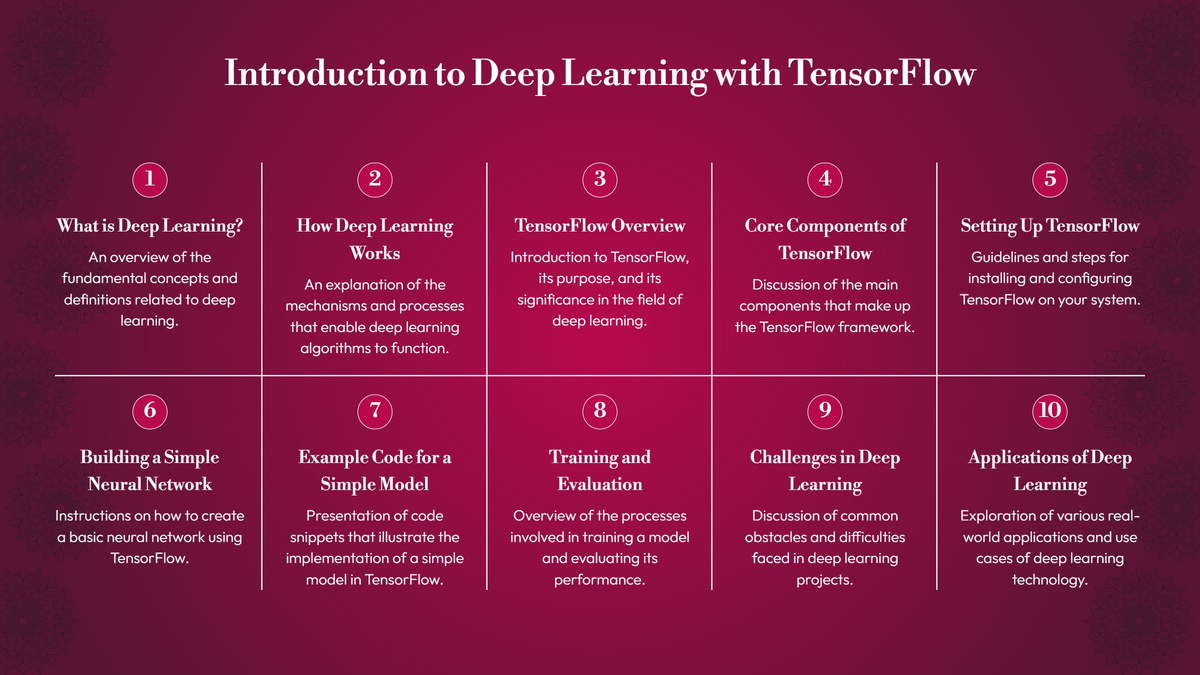 Introduction to Deep Learning with TensorFlow
1
What is Deep Learning?
An overview of the
fundamental concepts and
definitions related to deep
learning.
2
How Deep Learning
Works
An explanation of the
mechanisms and processes
that enable deep learning
algorithms to function.
3
TensorFlow Overview
Introduction to TensorFlow,
its purpose, and its
significance in the field of
deep learning.
4
Core Components of
TensorFlow
Discussion of the main
components that make up
the TensorFlow framework.
5
Setting Up TensorFlow
Guidelines and steps for
installing and configuring
TensorFlow on your system.
6
Building a Simple
Neural Network
Instructions on how to create
a basic neural network using
TensorFlow.
7
Example Code for a
Simple Model
Presentation of code
snippets that illustrate the
implementation of a simple
model in TensorFlow.
8
Training and
Evaluation
Overview of the processes
involved in training a model
and evaluating its
performance.
9
Challenges in Deep
Learning
Discussion of common
obstacles and difficulties
faced in deep learning
projects.
10
Applications of Deep
Learning
Exploration of various real-
world applications and use
cases of deep learning
technology.